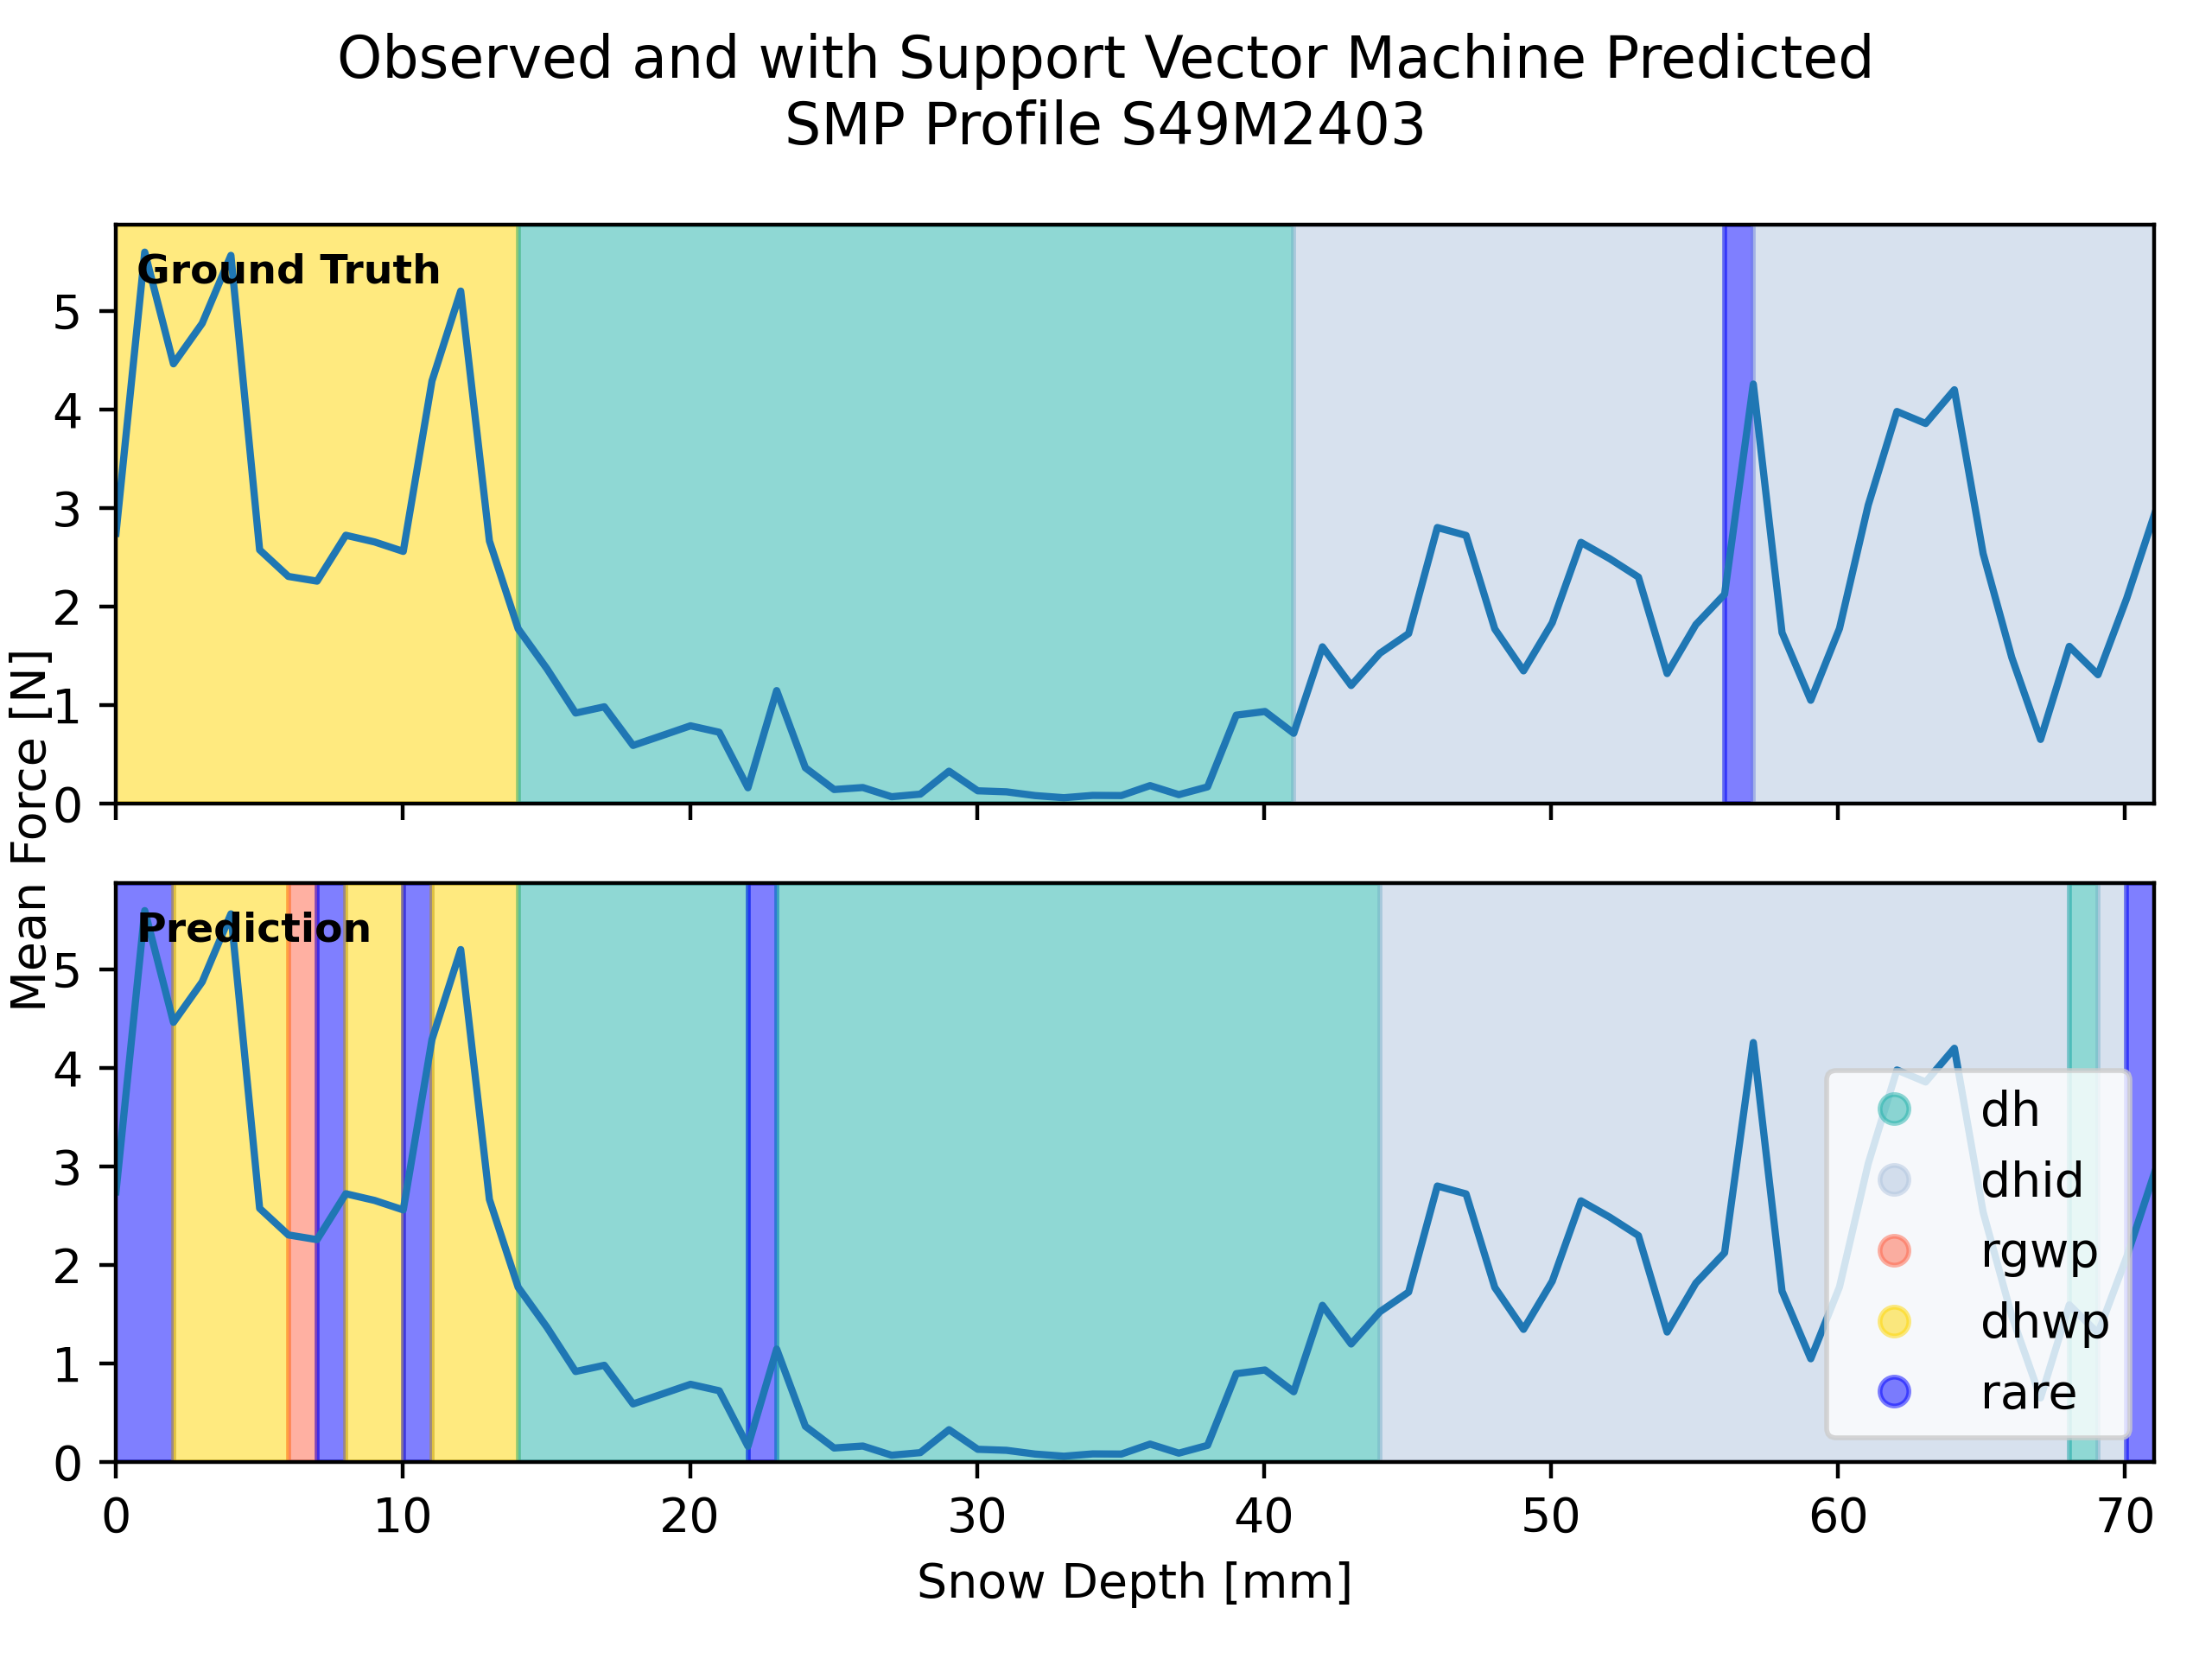 Observed and with Support Vector Machine Predicted
SMP Profile S49M2403
Ground Truth
5
4
3
2
1
0
Mean Force [N]
Prediction
5
4
3
2
1
0
dh
dhid
rgwp
dhwp
rare
0 10 20 30 40 50 60 70
Snow Depth [mm]